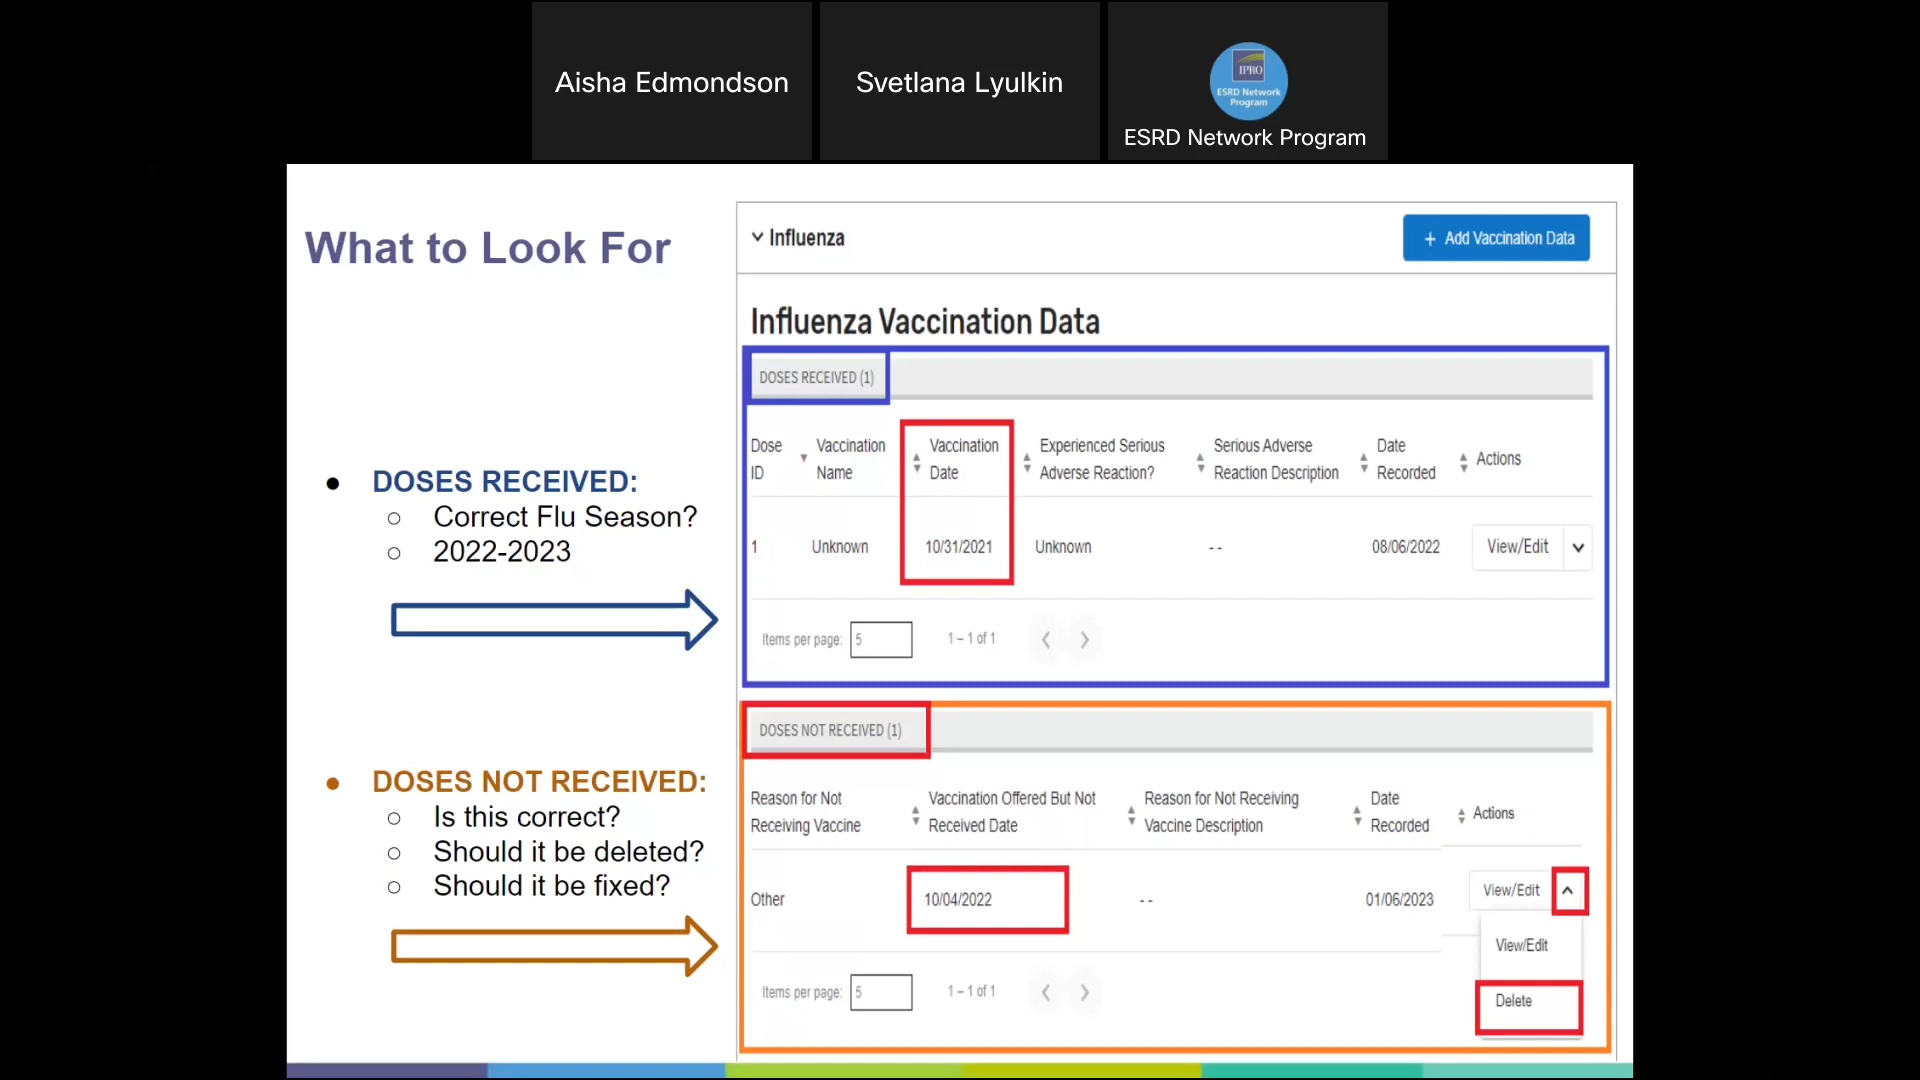 Aisha Edmondson
Svetlana Lyulkin
IPRO
ESRD Network
Program
ESRD Network Program
What to Look For
● DOSES RECEIVED:
○ Correct Flu Season?
○ 2022-2023
● DOSES NOT RECEIVED:
○ Is this correct?
○ Should it be deleted?
○ Should it be fixed?
Influenza
+ Add Vaccination Data
Influenza Vaccination Data
DOSES RECEIVED (1)
Dose ID
Vaccination Name
Vaccination Date
Experienced Serious Adverse Reaction?
Serious Adverse Reaction Description
Date Recorded
Actions
1 Unknown 10/31/2021 Unknown -- 08/06/2022 View/Edit
Items per page: 5 1 – 1 of 1
DOSES NOT RECEIVED (1)
Reason for Not Receiving Vaccine
Vaccination Offered But Not Received Date
Reason for Not Receiving Vaccine Description
Date Recorded
Actions
Other 10/04/2022 -- 01/06/2023 View/Edit
View/Edit
Delete
Items per page: 5 1 – 1 of 1